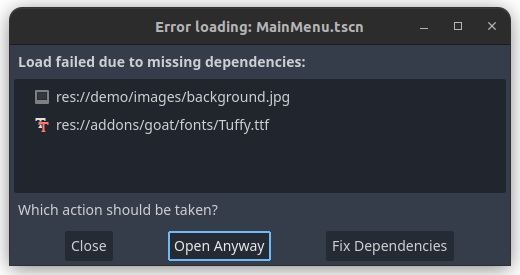 Error loading: MainMenu.tscn
Load failed due to missing dependencies:
res://demo/images/background.jpg
res://addons/goat/fonts/Tuffy.ttf
Which action should be taken?
Close Open Anyway Fix Dependencies